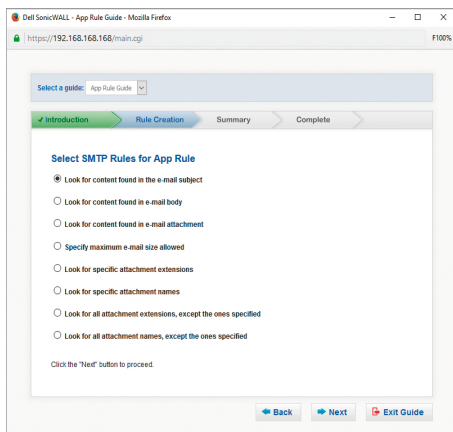 Dell SonicWALL - App Rule Guide - Mozilla Firefox
https://192.168.168.168/main.cgi F100%
Select a guide: App Rule Guide
Introduction Rule Creation Summary Complete
Select SMTP Rules for App Rule
Look for content found in the e-mail subject
Look for content found in e-mail body
Look for content found in e-mail attachment
Specify maximum e-mail size allowed
Look for specific attachment extensions
Look for specific attachment names
Look for all attachment extensions, except the ones specified
Look for all attachment names, except the ones specified
Click the "Next" button to proceed.
Back Next Exit Guide